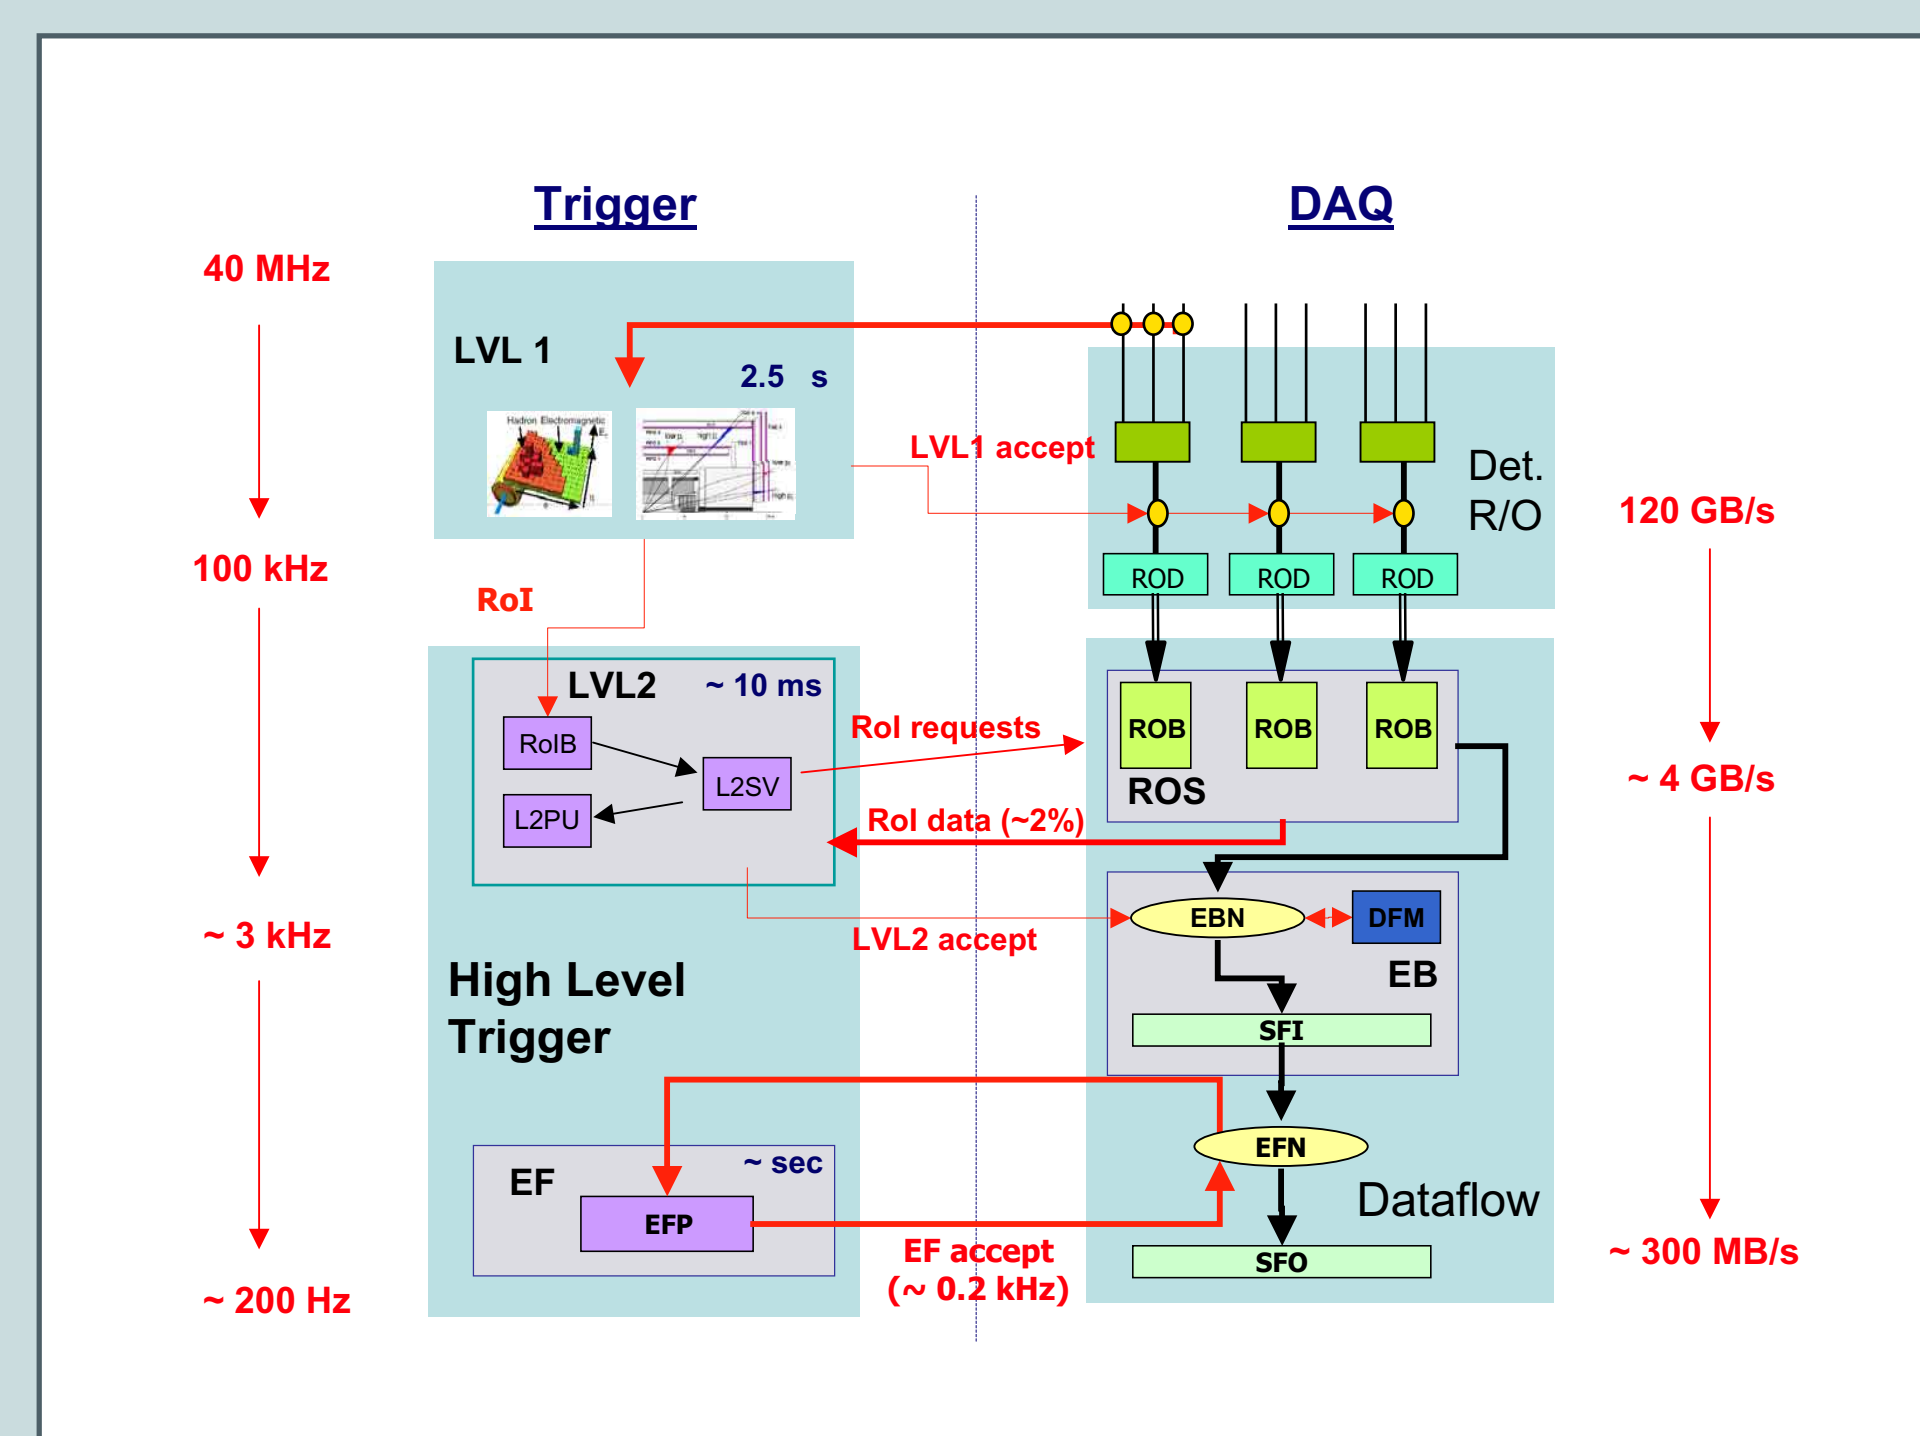 Trigger
DAQ
40 MHz
LVL 1
2.5 s
Hadron Electromagnetic
LVL1 accept
Det.
R/O
120 GB/s
100 kHz
ROD ROD ROD
RoI
LVL2
~ 10 ms
RoIB
L2SV
L2PU
RoI requests
ROB ROB ROB
ROS
~ 4 GB/s
RoI data (~2%)
~ 3 kHz
LVL2 accept
EBN
DFM
EB
High Level
Trigger
SFI
EF
~ sec
EFP
EFN
Dataflow
EF accept
(~ 0.2 kHz)
SFO
~ 300 MB/s
~ 200 Hz